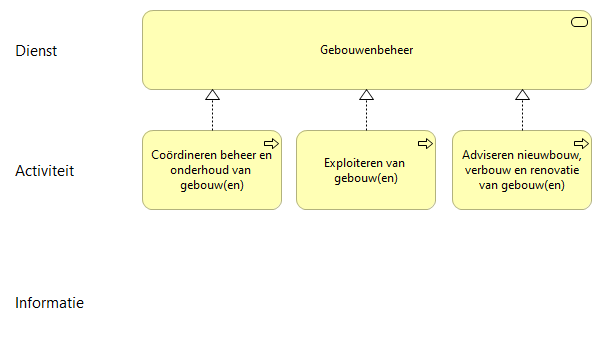 Dienst
Gebouwenbeheer
Activiteit
Coördineren beheer en
onderhoud van
gebouw(en)
Exploiteren van
gebouw(en)
Adviseren nieuwbouw,
verbouw en renovatie
van gebouw(en)
Informatie